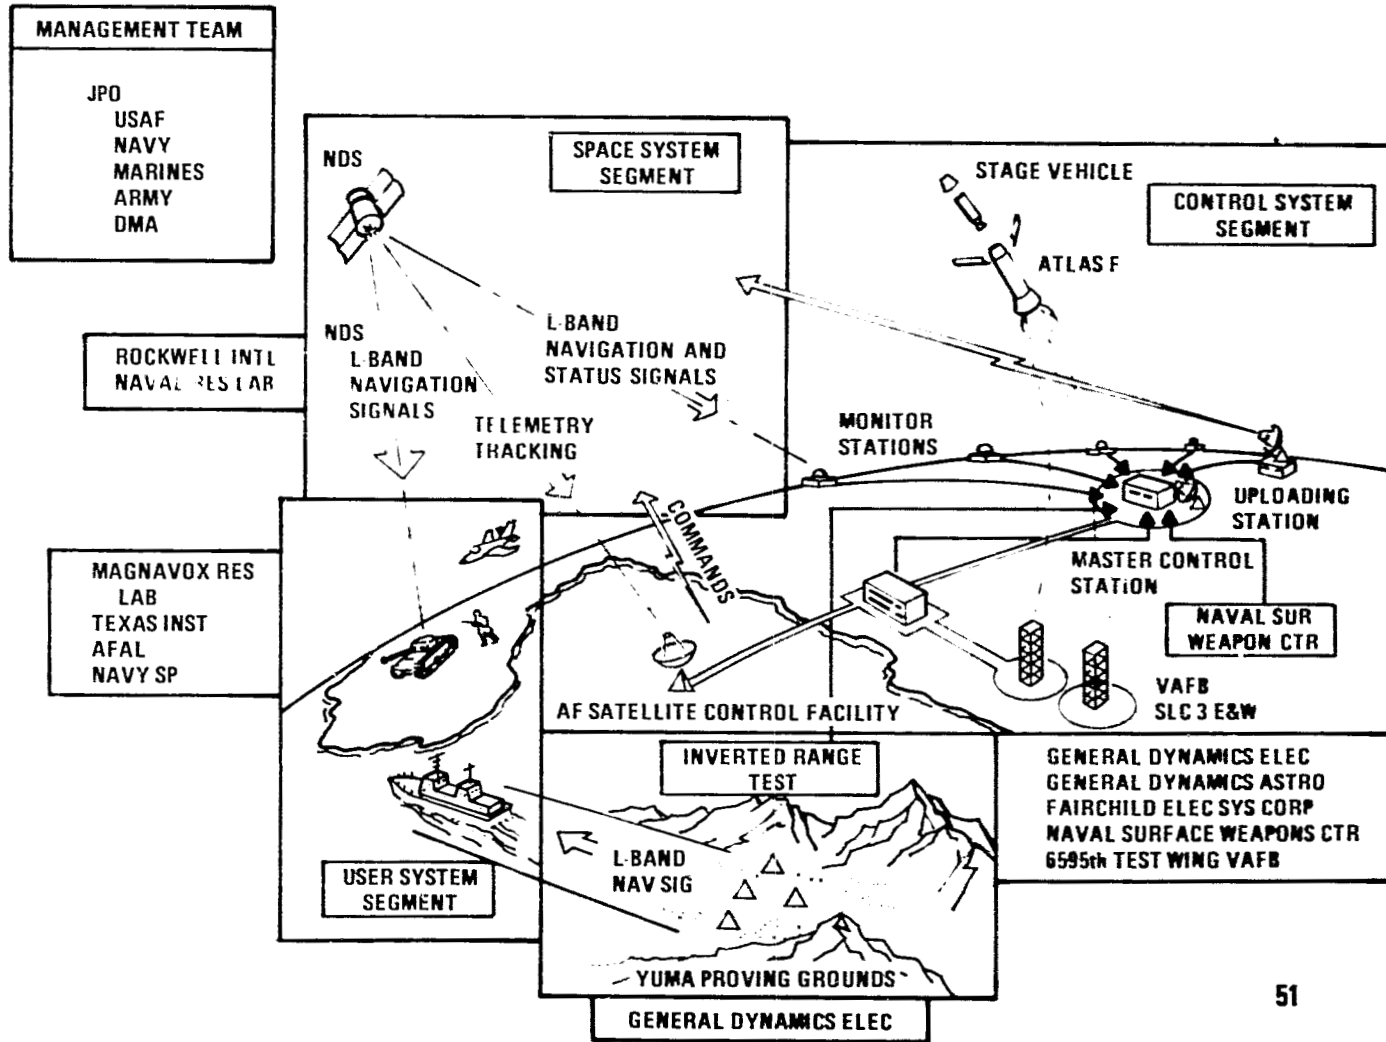 MANAGEMENT TEAM
JPO
USAF
NAVY
MARINES
ARMY
DMA
NDS
SPACE SYSTEM
SEGMENT
STAGE VEHICLE
CONTROL SYSTEM
SEGMENT
ATLAS F
ROCKWELL INTL
NAVAL RES LAB
NDS
L-BAND
NAVIGATION
SIGNALS
L-BAND
NAVIGATION AND
STATUS SIGNALS
TELEMETRY
TRACKING
MONITOR
STATIONS
UPLOADING
STATION
COMMANDS
MASTER CONTROL
STATION
NAVAL SUR
WEAPON CTR
MAGNAVOX RES
LAB
TEXAS INST
AFAL
NAVY SP
VAFB
SLC 3 E&W
AF SATELLITE CONTROL FACILITY
INVERTED RANGE
TEST
GENERAL DYNAMICS ELEC
GENERAL DYNAMICS ASTRO
FAIRCHILD ELEC SYS CORP
NAVAL SURFACE WEAPONS CTR
6595th TEST WING VAFB
L-BAND
NAV SIG
USER SYSTEM
SEGMENT
YUMA PROVING GROUNDS
GENERAL DYNAMICS ELEC
51